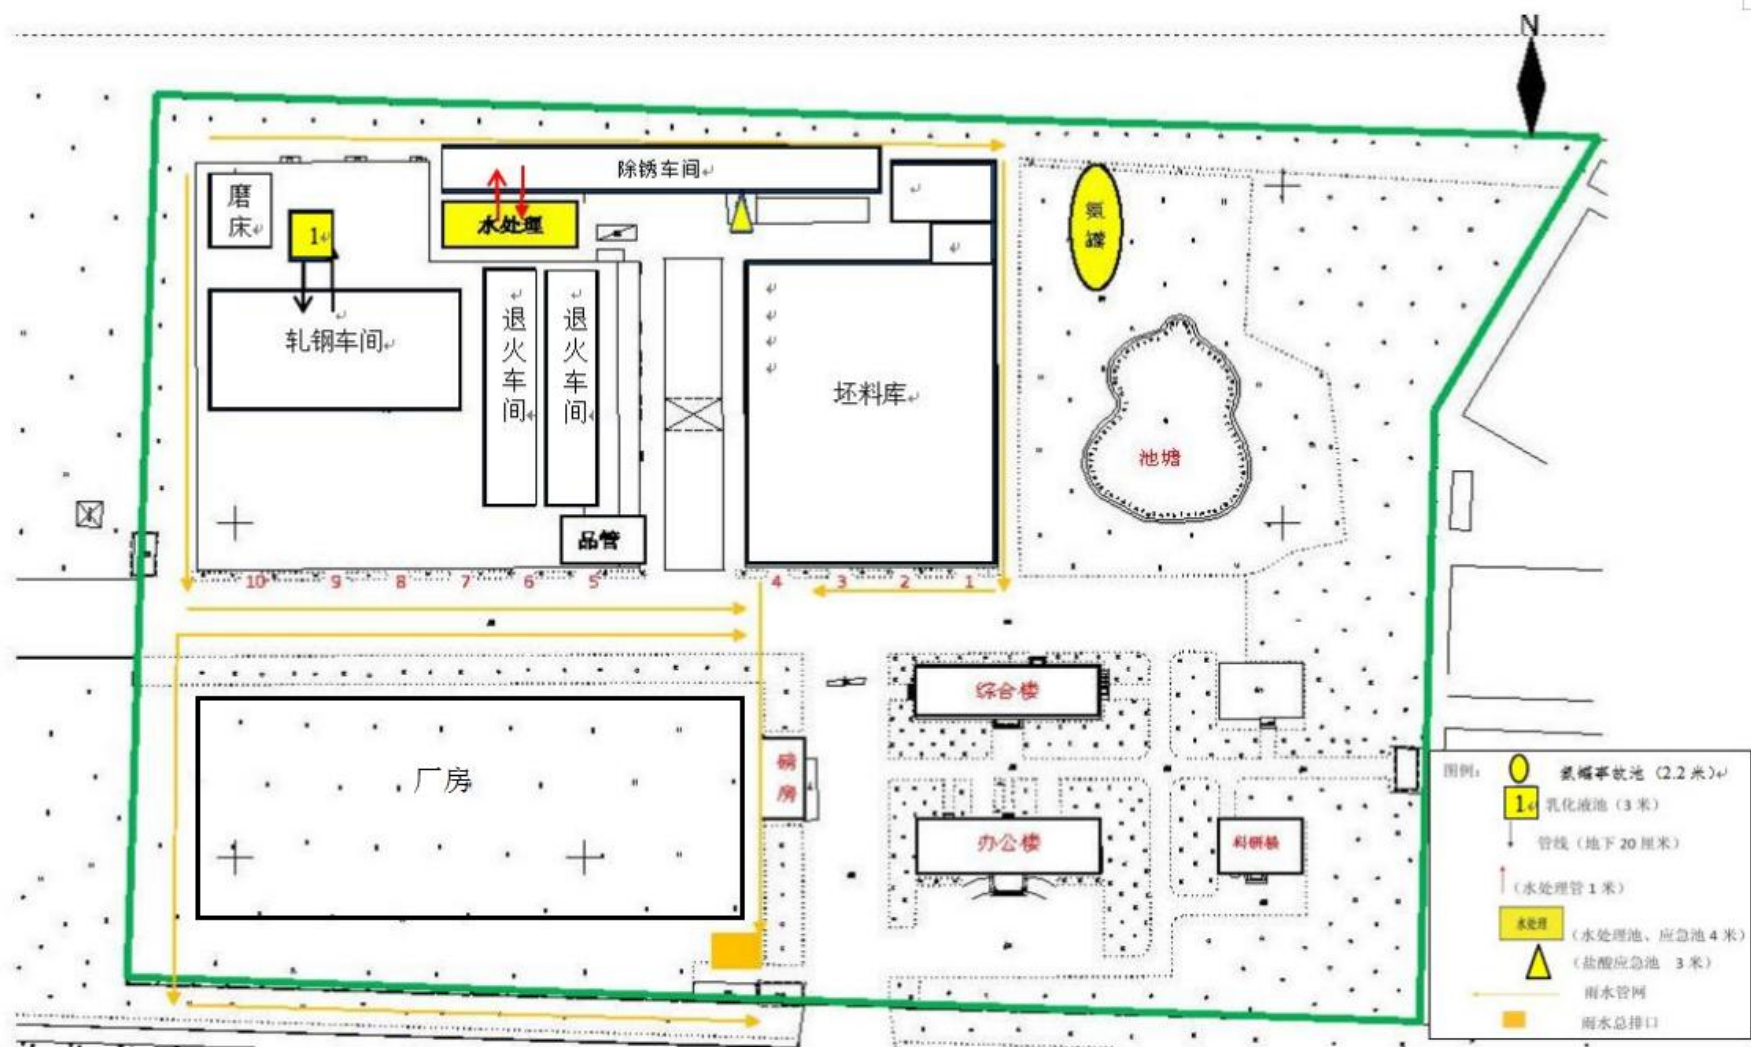 N
除锈车间
磨
床
1
水处理
氨
罐
轧钢车间
退
火
车
间
退
火
车
间
坯料库
池塘
品管
10 9 8 7 6 5 4 3 2 1
综合楼
厂房
磅
房
办公楼
科研楼
图例:
氨罐事故池（2.2 米）
1 乳化液池（3 米）
管线（地下 20 厘米）
（水处理管 1 米）
水处理 （水处理池、应急池 4 米）
（盐酸应急池 3 米）
雨水管网
雨水总排口